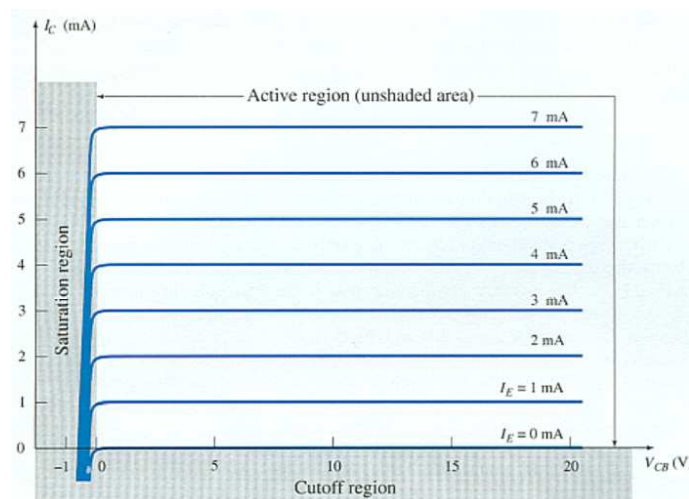 I_C (mA)
Active region (unshaded area)
7 mA
7
6 mA
6
5 mA
5
4 mA
4
3 mA
3
2 mA
2
I_E = 1 mA
1
I_E = 0 mA
0
Saturation region
−1 0 5 10 15 20 V_CB (V
Cutoff region